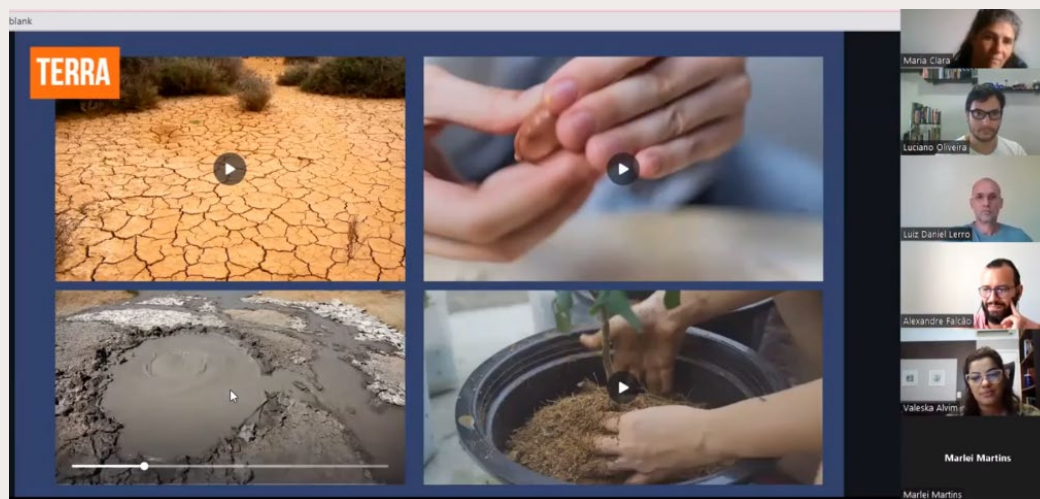 blank
TERRA
Maria Clara
Luciano Oliveira
Luiz Daniel Lerro
Alexandre Falcão
Valeska Alvim
Marlei Martins
Marlei Martins